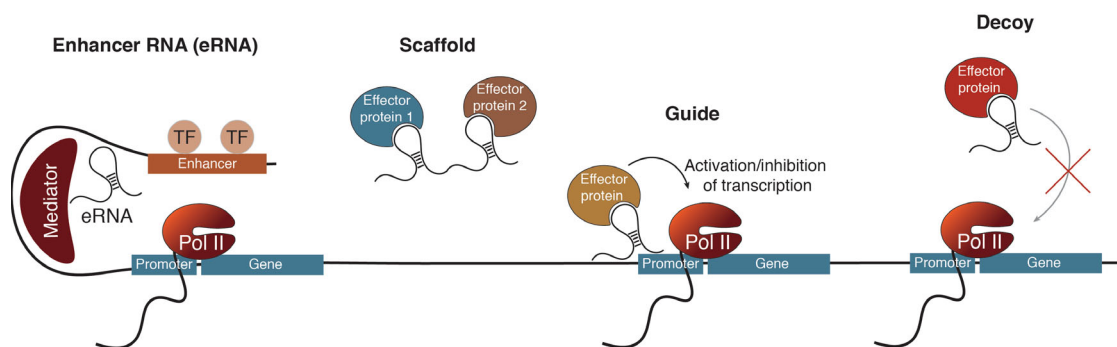 Enhancer RNA (eRNA)
TF
TF
Enhancer
Mediator
eRNA
Pol II
Promoter
Gene
Scaffold
Effector
protein 1
Effector
protein 2
Guide
Effector
protein
Activation/inhibition
of transcription
Pol II
Promoter
Gene
Decoy
Effector
protein
Pol II
Promoter
Gene